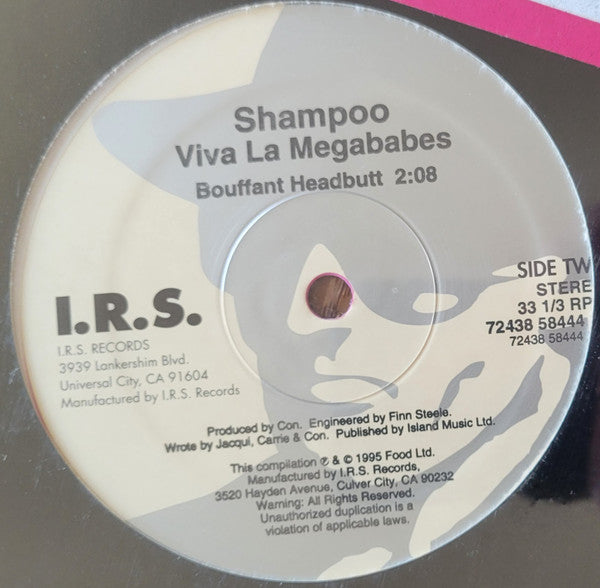 Shampoo
Viva La Megababes
Bouffant Headbutt 2:08
I.R.S.
I.R.S. RECORDS
3939 Lankershim Blvd.
Universal City, CA 91604
Manufactured by I.R.S. Records
SIDE TW
STERE
33 1/3 RP
72438 58444
72438 58444
Produced by Con. Engineered by Finn Steele.
Wrote by Jacqui, Carrie & Con. Published by Island Music Ltd.
This compilation ℗ & © 1995 Food Ltd.
Manufactured by I.R.S. Records,
3520 Hayden Avenue, Culver City, CA 90232
Warning: All Rights Reserved.
Unauthorized duplication is a
violation of applicable laws.